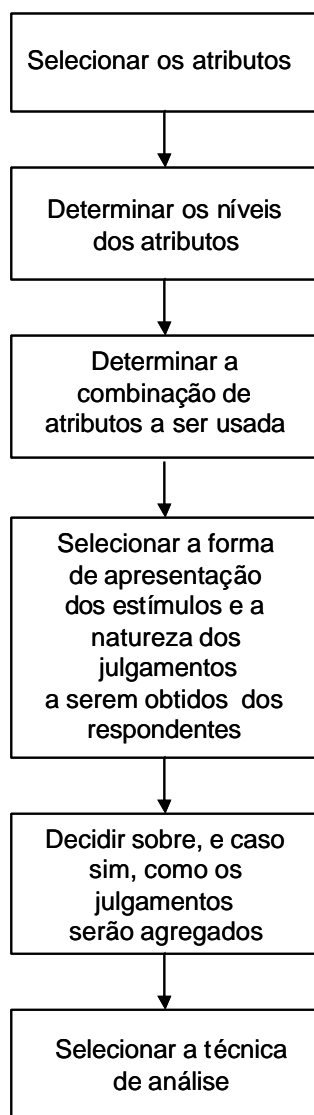 Selecionar os atributos
Determinar os níveis
dos atributos
Determinar a
combinação de
atributos a ser usada
Selecionar a forma
de apresentação
dos estímulos e a
natureza dos
julgamentos
a serem obtidos dos
respondentes
Decidir sobre, e caso
sim, como os
julgamentos
serão agregados
Selecionar a técnica
de análise